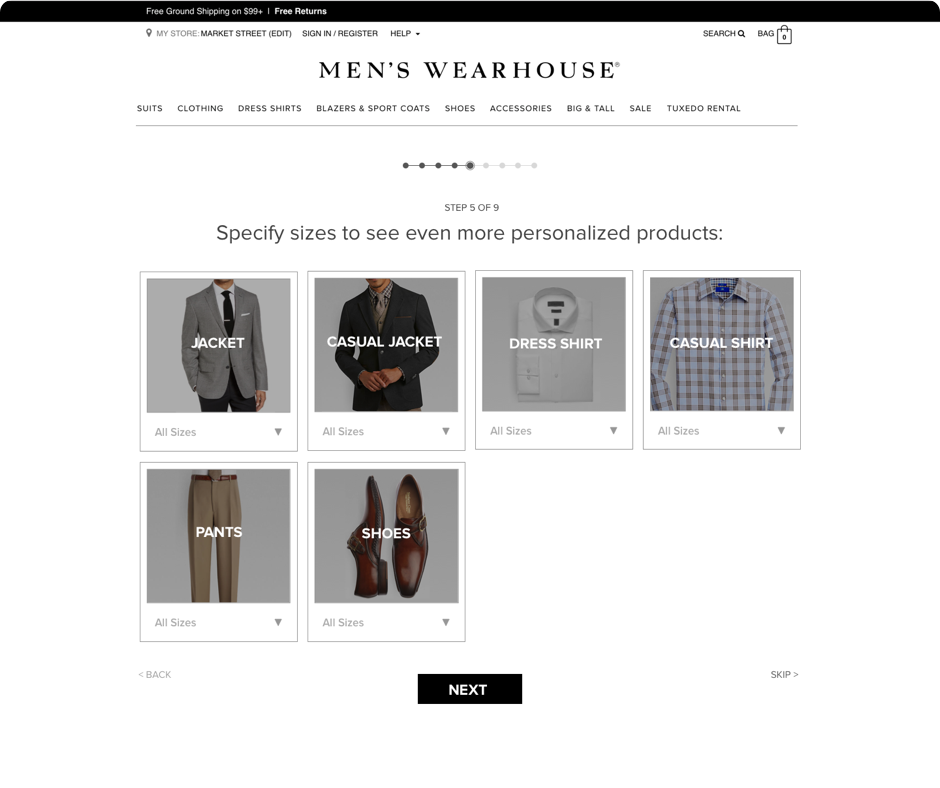 Free Ground Shipping on $99+ | Free Returns
MY STORE: MARKET STREET (EDIT) SIGN IN / REGISTER HELP SEARCH BAG 0
MEN'S WEARHOUSE®
SUITS CLOTHING DRESS SHIRTS BLAZERS & SPORT COATS SHOES ACCESSORIES BIG & TALL SALE TUXEDO RENTAL
STEP 5 OF 9
Specify sizes to see even more personalized products:
JACKET CASUAL JACKET DRESS SHIRT CASUAL SHIRT
All Sizes ▼ All Sizes ▼ All Sizes ▼ All Sizes ▼
PANTS SHOES
All Sizes ▼ All Sizes ▼
< BACK NEXT SKIP >